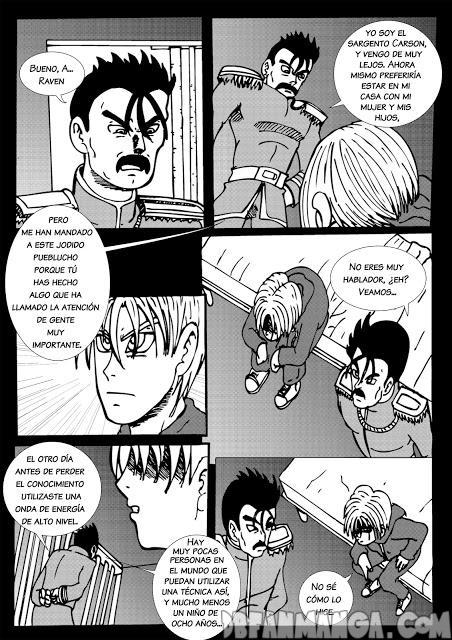 BUENO, A...
RAVEN
YO SOY EL
SARGENTO CARSON,
Y VENGO DE MUY
LEJOS. AHORA
MISMO PREFERIRÍA
ESTAR EN MI
CASA CON MI
MUJER Y MIS
HIJOS,
PERO
ME HAN MANDADO
A ESTE JODIDO
PUEBLUCHO
PORQUE TÚ
HAS HECHO
ALGO QUE HA
LLAMADO LA ATENCIÓN
DE GENTE
MUY
IMPORTANTE.
NO ERES MUY
HABLADOR, ¿EH?
VEAMOS...
EL OTRO DÍA
ANTES DE PERDER
EL CONOCIMIENTO
UTILIZASTE UNA
ONDA DE ENERGÍA
DE ALTO NIVEL.
HAY
MUY POCAS
PERSONAS EN
EL MUNDO QUE
PUEDAN UTILIZAR
UNA TÉCNICA ASÍ,
Y MUCHO MENOS
UN NIÑO DE
OCHO AÑOS...
NO SÉ
CÓMO LO
HICE.
DBFANMANGA.COM